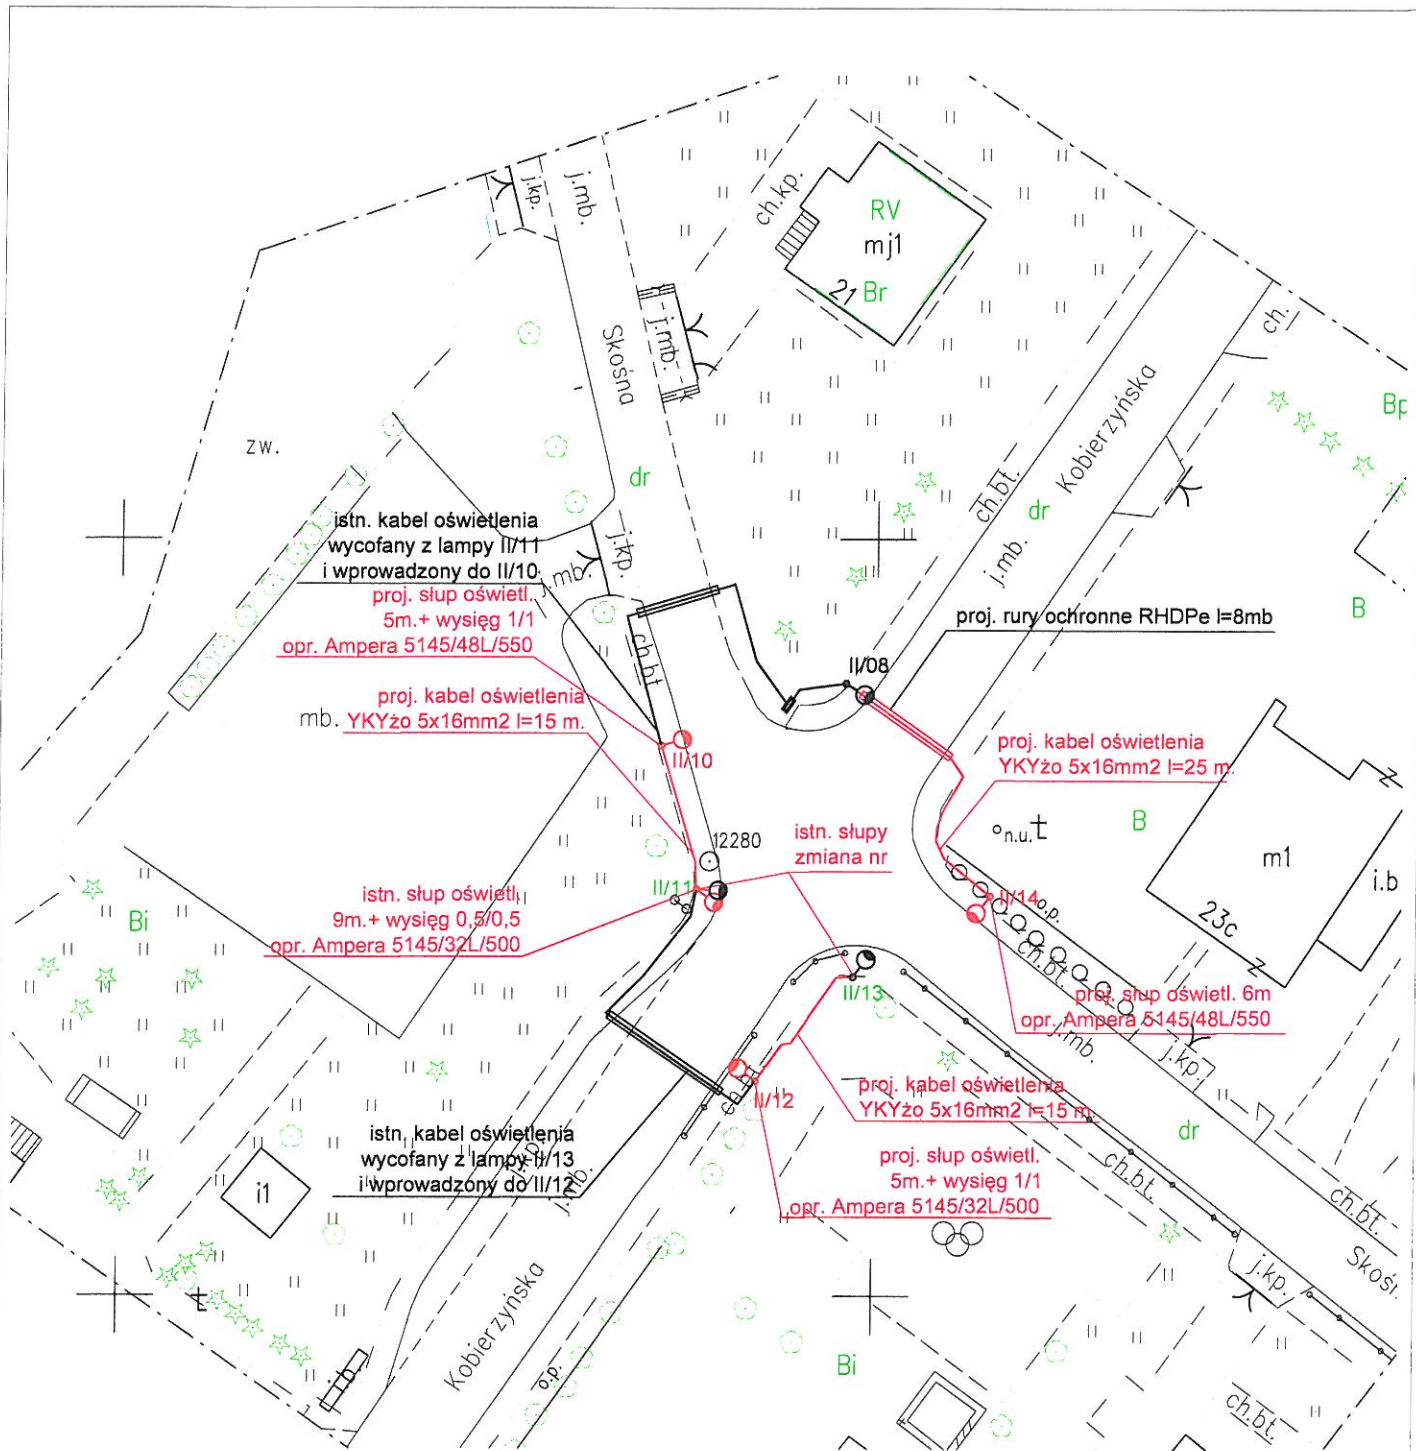 j.kp.
j.mb.
ch.kp.
RV
mj1
21
Br
ch.
Skośna
j.mb.
Kobierzyńska
Bp
zw.
dr
ch.bt.
dr
istn. kabel oświetlenia
wycofany z lampy II/11
i wprowadzony do II/10
j.kp.
j.mb.
j.mb.
B
proj. słup oświetl.
5m.+ wysięg 1/1
opr. Ampera 5145/48L/550
proj. rury ochronne RHDPe l=8mb
ch.bt
II/08
proj. kabel oświetlenia
YKYżo 5x16mm2 l=15 m.
mb.
II/10
proj. kabel oświetlenia
YKYżo 5x16mm2 l=25 m.
istn. słupy
zmiana nr
12280
n.u.
t
B
m1
i.b
II/11
istn. słup oświetl.
9m.+ wysięg 0,5/0,5
opr. Ampera 5145/32L/500
Bi
II/14
o.p.
23c
z
z
ch.bt.
II/13
proj. słup oświetl. 6m
opr. Ampera 5145/48L/550
j.mb.
j.kp.
II/12
proj. kabel oświetlenia
YKYżo 5x16mm2 l=15 m.
dr
istn. kabel oświetlenia
wycofany z lampy II/13
i wprowadzony do II/12
j.kp.
j.mb.
proj. słup oświetl.
5m.+ wysięg 1/1
opr. Ampera 5145/32L/500
ch.bt.
ch.bt.
i1
t
Skośn.
j.kp.
Kobierzyńska
o.p.
Bi
i.b.
ch.bt.